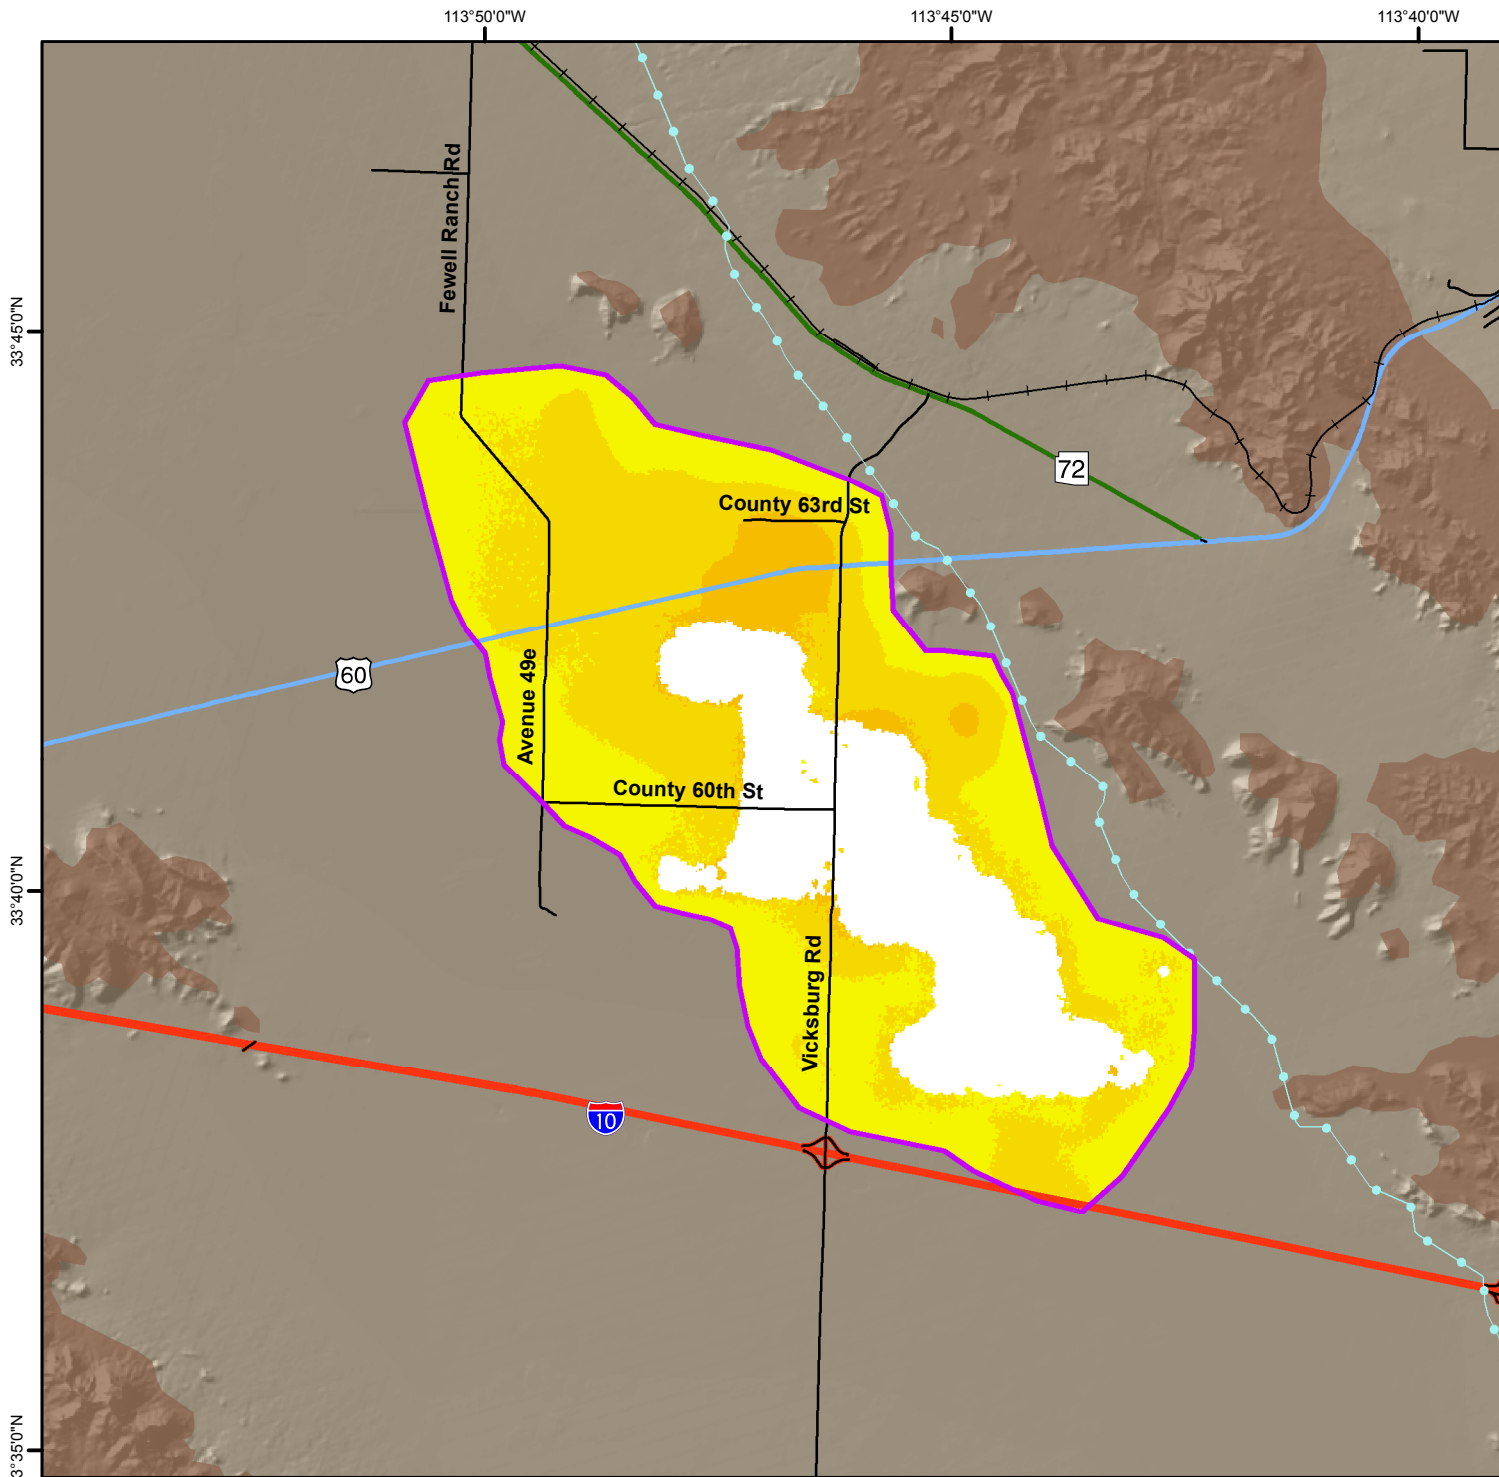 113°50'0"W
113°45'0"W
113°40'0"W
Fewell Ranch Rd
33°45'0"N
72
County 63rd St
60
Avenue 49e
County 60th St
33°40'0"N
Vicksburg Rd
10
3°35'0"N